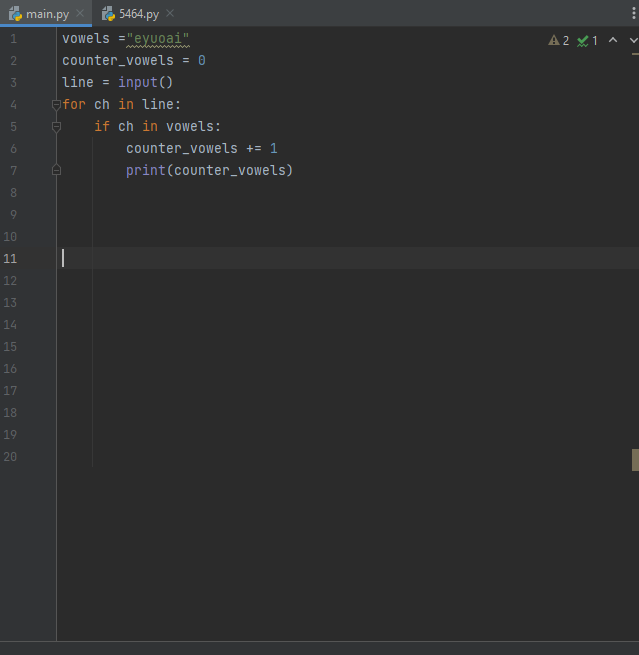 main.py 5464.py
1 vowels ="eyuoai" 2 1
2 counter_vowels = 0
3 line = input()
4 for ch in line:
5     if ch in vowels:
6         counter_vowels += 1
7         print(counter_vowels)
8
9
10
11
12
13
14
15
16
17
18
19
20